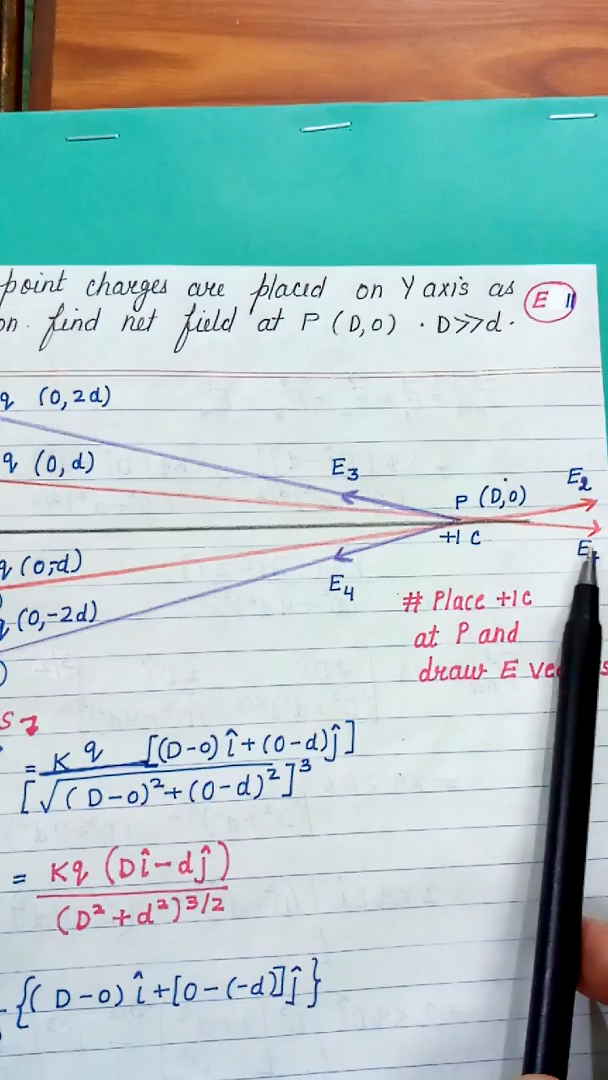 point charges are placed on Y axis as
on. find net field at P (D,0) . D>>d.
E 11
q (0,2d)
q (0,d)
E3
P (D,0)
E2
+1 C
q (0,-d)
E4
q (0,-2d)
# Place +1C
at P and
draw E
= Kq [(D-0)î+(0-d)ĵ]
[√(D-0)²+(0-d)²]³
= Kq (Dî-dĵ)
(D²+d²)3/2
{(D-0)î+[0-(-d)]ĵ}